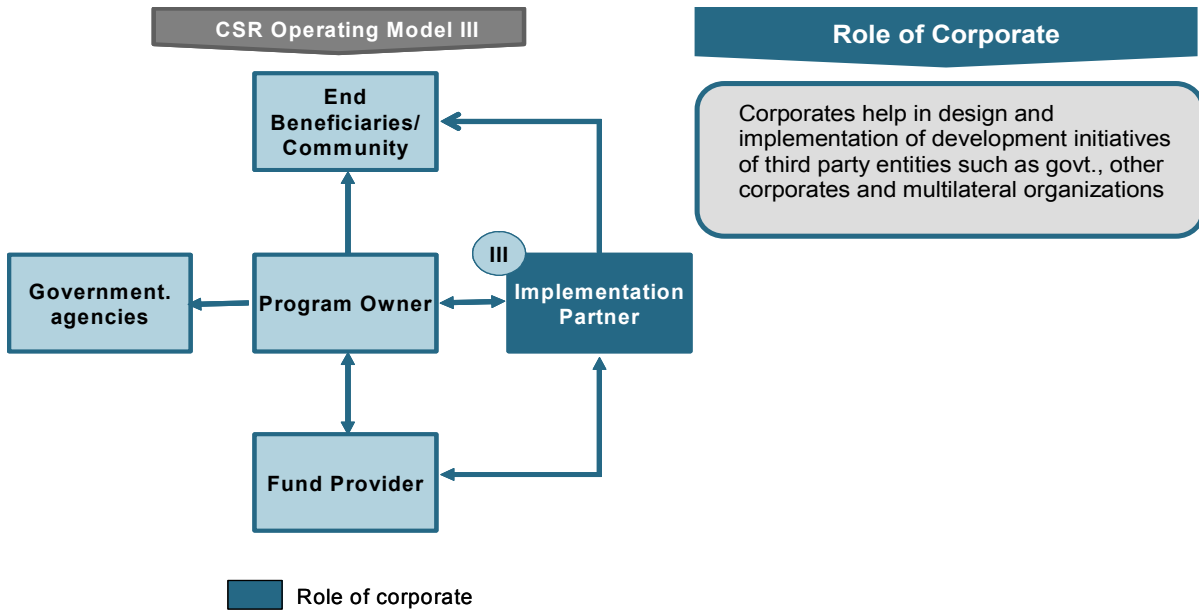 CSR Operating Model III
Role of Corporate
End
Beneficiaries/
Community
Corporates help in design and
implementation of development initiatives
of third party entities such as govt., other
corporates and multilateral organizations
III
Government.
agencies
Program Owner
Implementation
Partner
Fund Provider
Role of corporate